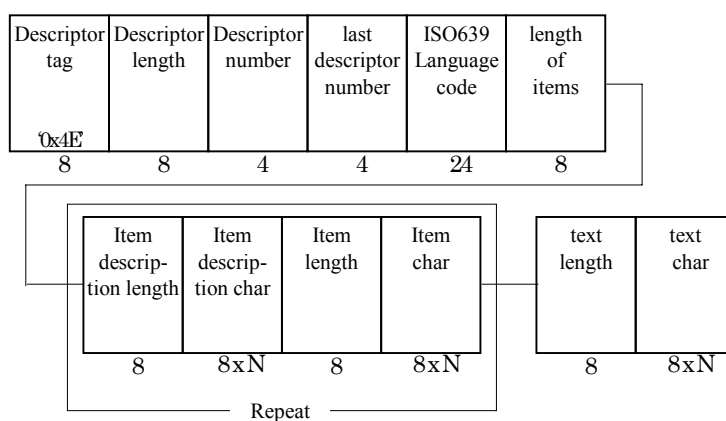 Descriptor tag '0x4E'
Descriptor length
Descriptor number
last descriptor number
ISO639 Language code
length of items
8 8 4 4 24 8
Item descrip-tion length
Item descrip-tion char
Item length
Item char
text length
text char
8 8xN 8 8xN 8 8xN
Repeat